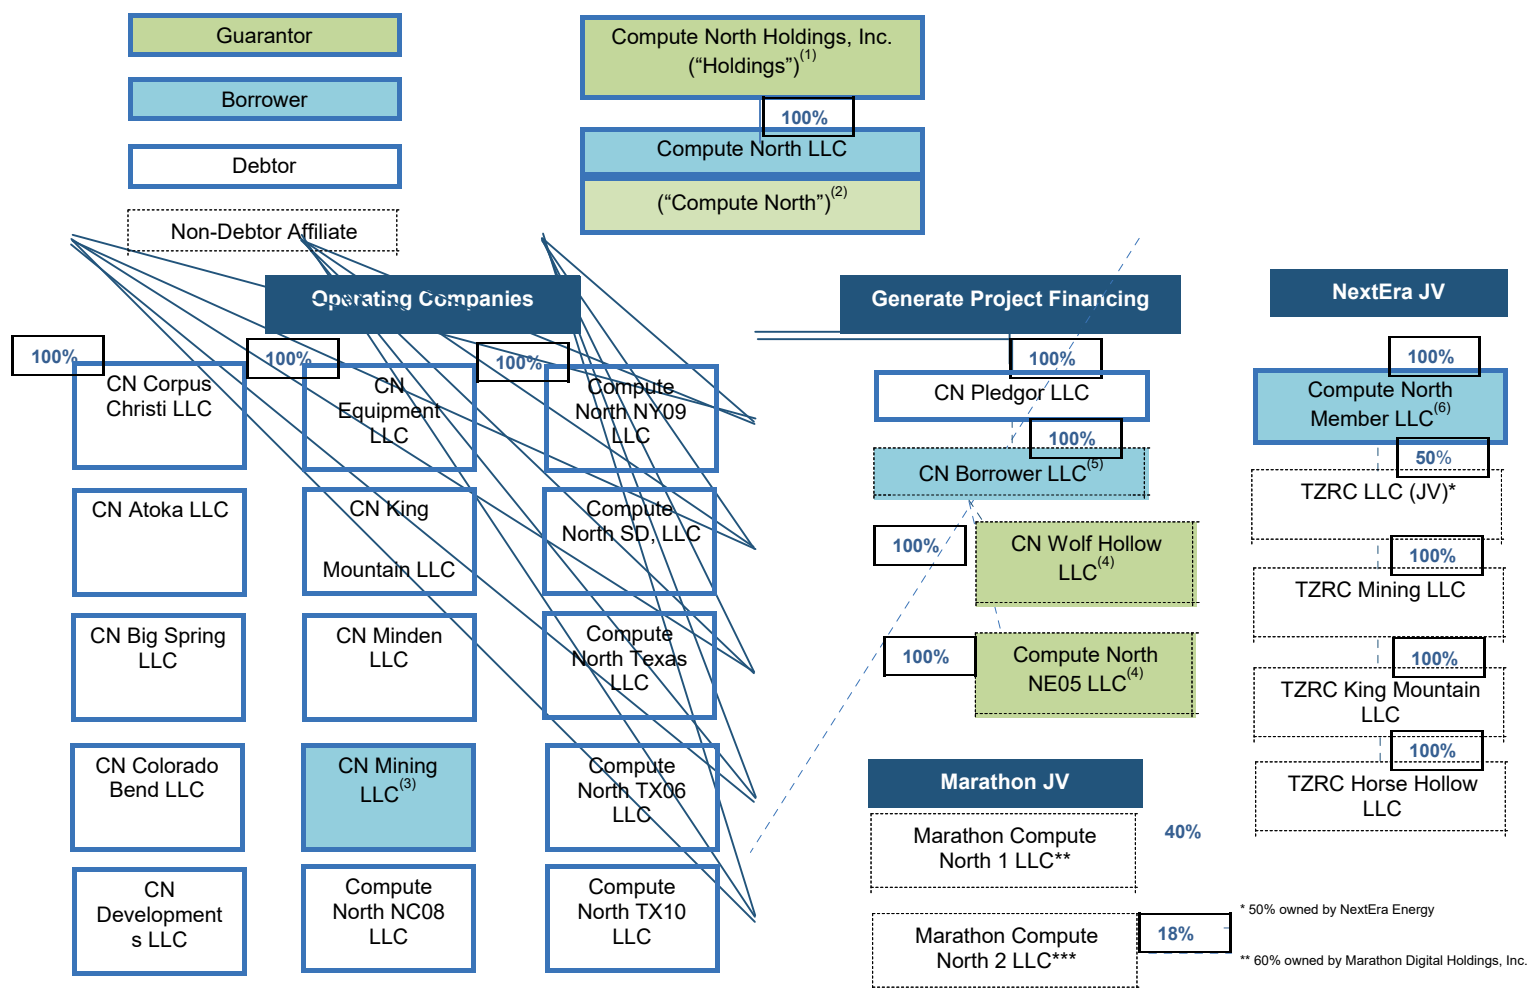 Guarantor
Borrower
Debtor
Non-Debtor Affiliate
Compute North Holdings, Inc.
(“Holdings”)(1)
100%
Compute North LLC
(“Compute North”)(2)
Operating Companies
100%
CN Corpus
Christi LLC
CN Atoka LLC
CN Big Spring
LLC
CN Colorado
Bend LLC
CN
Development
s LLC
100%
CN
Equipment
LLC
CN King
Mountain LLC
CN Minden
LLC
CN Mining
LLC(3)
Compute
North NC08
LLC
100%
Compute
North NY09
LLC
Compute
North SD, LLC
Compute
North Texas
LLC
Compute
North TX06
LLC
Compute
North TX10
LLC
Generate Project Financing
100%
CN Pledgor LLC
100%
CN Borrower LLC(5)
100%
CN Wolf Hollow
LLC(4)
100%
Compute North
NE05 LLC(4)
Marathon JV
Marathon Compute
North 1 LLC**
40%
Marathon Compute
North 2 LLC***
18%
NextEra JV
100%
Compute North
Member LLC(6)
50%
TZRC LLC (JV)*
100%
TZRC Mining LLC
100%
TZRC King Mountain
LLC
100%
TZRC Horse Hollow
LLC
* 50% owned by NextEra Energy
** 60% owned by Marathon Digital Holdings, Inc.